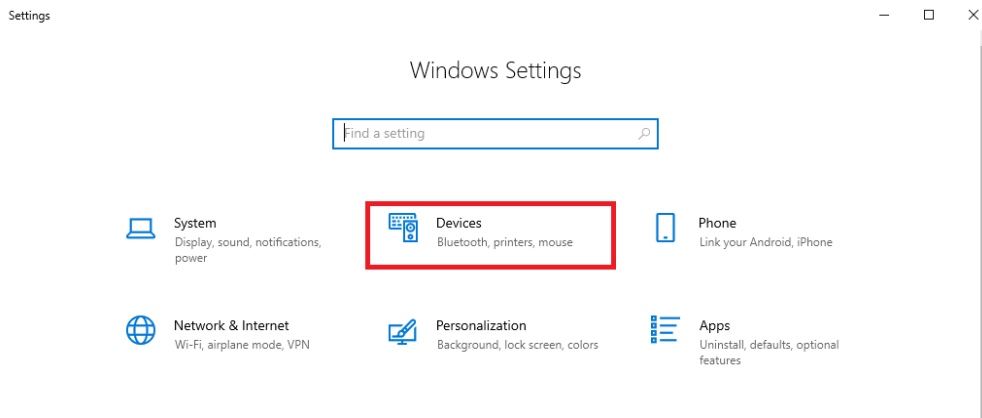 Settings
Windows Settings
Find a setting
System
Display, sound, notifications,
power
Devices
Bluetooth, printers, mouse
Phone
Link your Android, iPhone
Network & Internet
Wi-Fi, airplane mode, VPN
Personalization
Background, lock screen, colors
Apps
Uninstall, defaults, optional
features